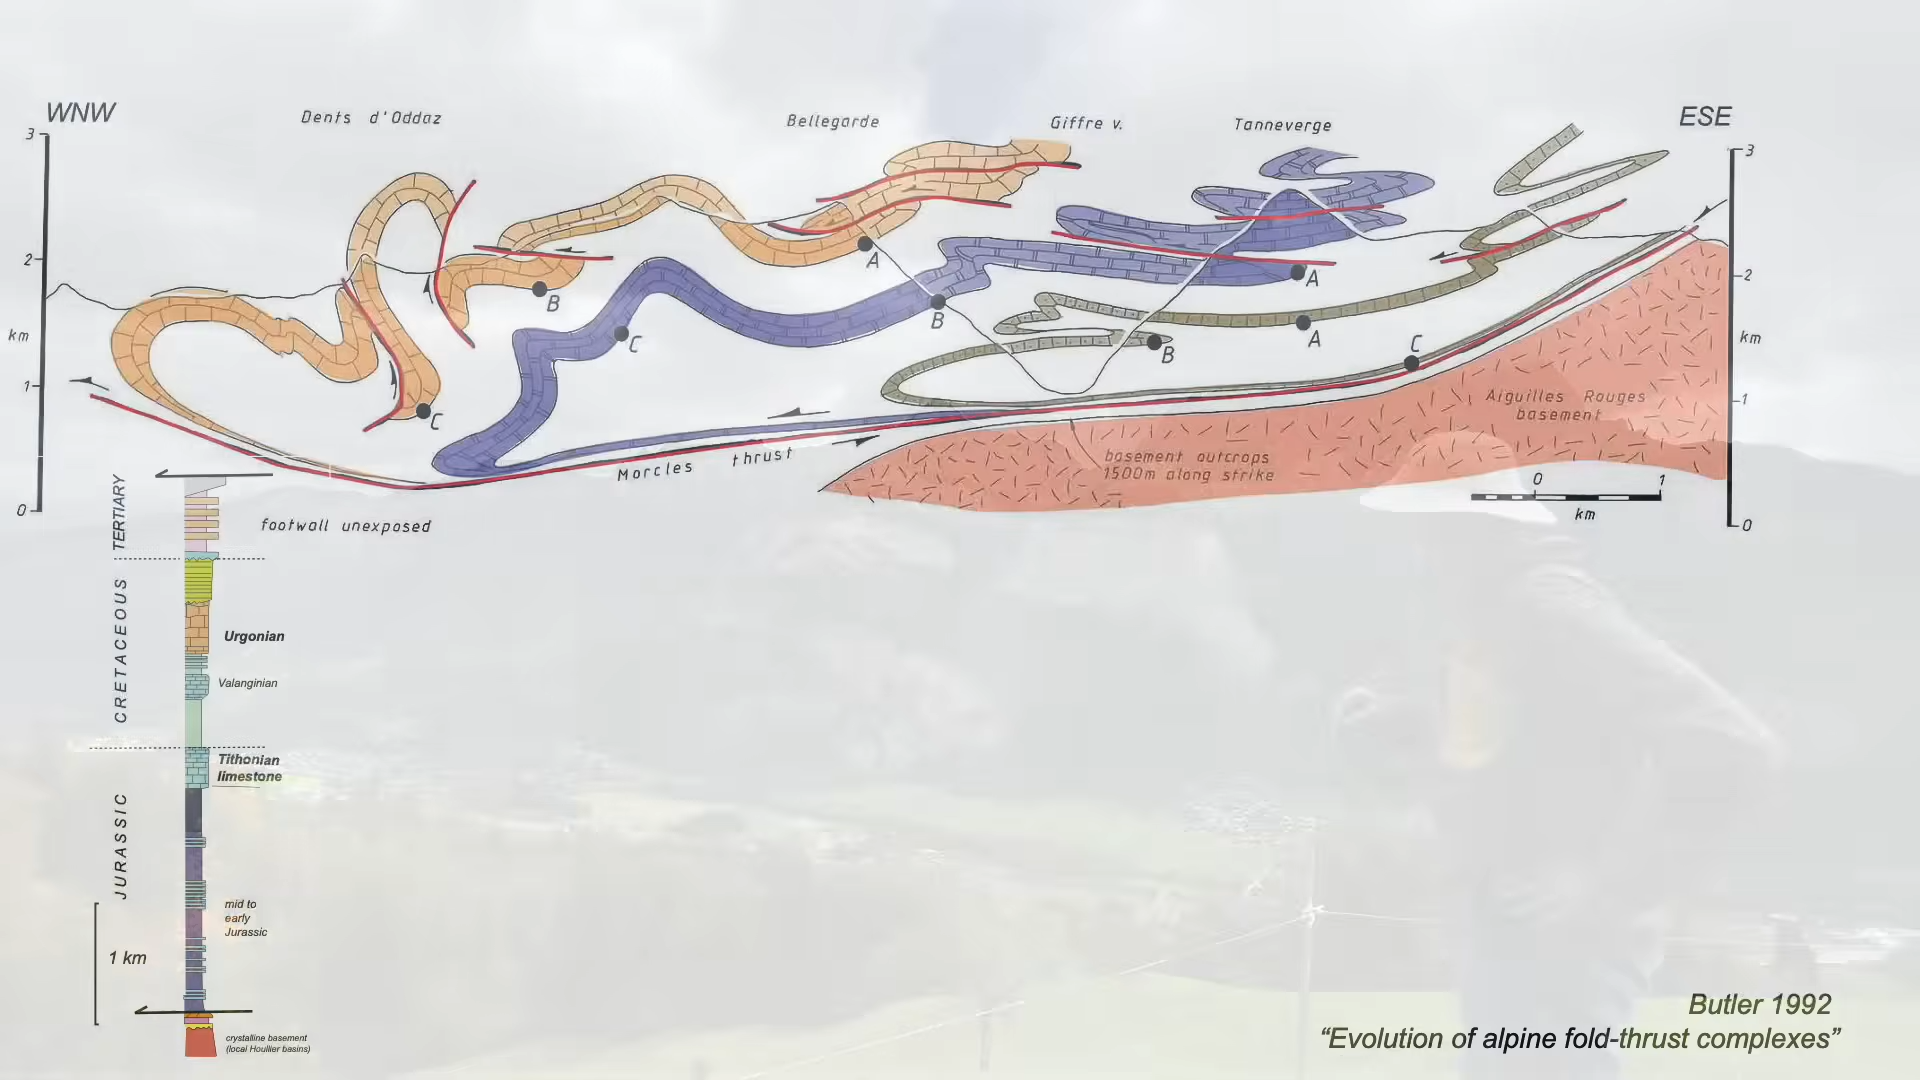 WNW
Dents d'Oddaz
Bellegarde
Giffre v.
Tanneverge
ESE
3
2
km
1
0
3
2
km
1
0
A
B
C
A
B
C
A
B
C
Morcles thrust
Aiguilles Rouges
basement
basement outcrops
1500m along strike
0 1
km
footwall unexposed
TERTIARY
CRETACEOUS
JURASSIC
Urgonian
Valanginian
Tithonian
limestone
mid to
early
Jurassic
1 km
crystalline basement
(local Houllier basins)
Butler 1992
“Evolution of alpine fold-thrust complexes”